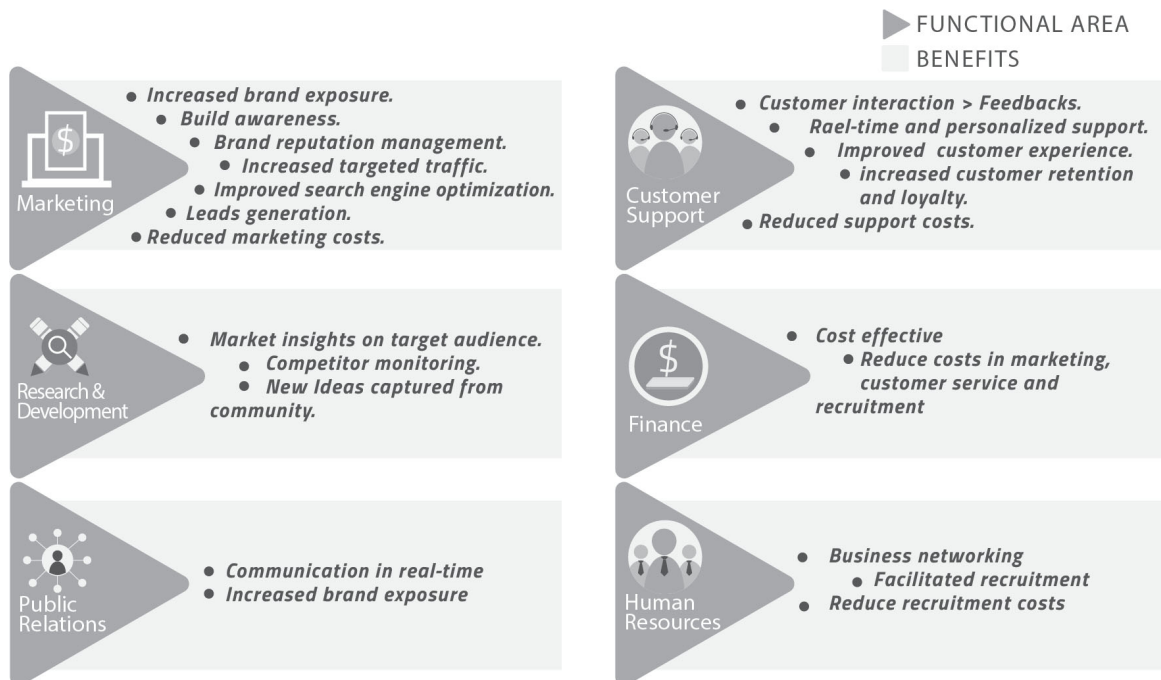 FUNCTIONAL AREA
BENEFITS
Marketing
● Increased brand exposure.
● Build awareness.
● Brand reputation management.
● Increased targeted traffic.
● Improved search engine optimization.
● Leads generation.
● Reduced marketing costs.
Customer
Support
● Customer interaction > Feedbacks.
● Rael-time and personalized support.
● Improved customer experience.
● increased customer retention
and loyalty.
● Reduced support costs.
Research &
Development
● Market insights on target audience.
● Competitor monitoring.
● New Ideas captured from
community.
Finance
● Cost effective
● Reduce costs in marketing,
customer service and
recruitment
Public
Relations
● Communication in real-time
● Increased brand exposure
Human
Resources
● Business networking
● Facilitated recruitment
● Reduce recruitment costs